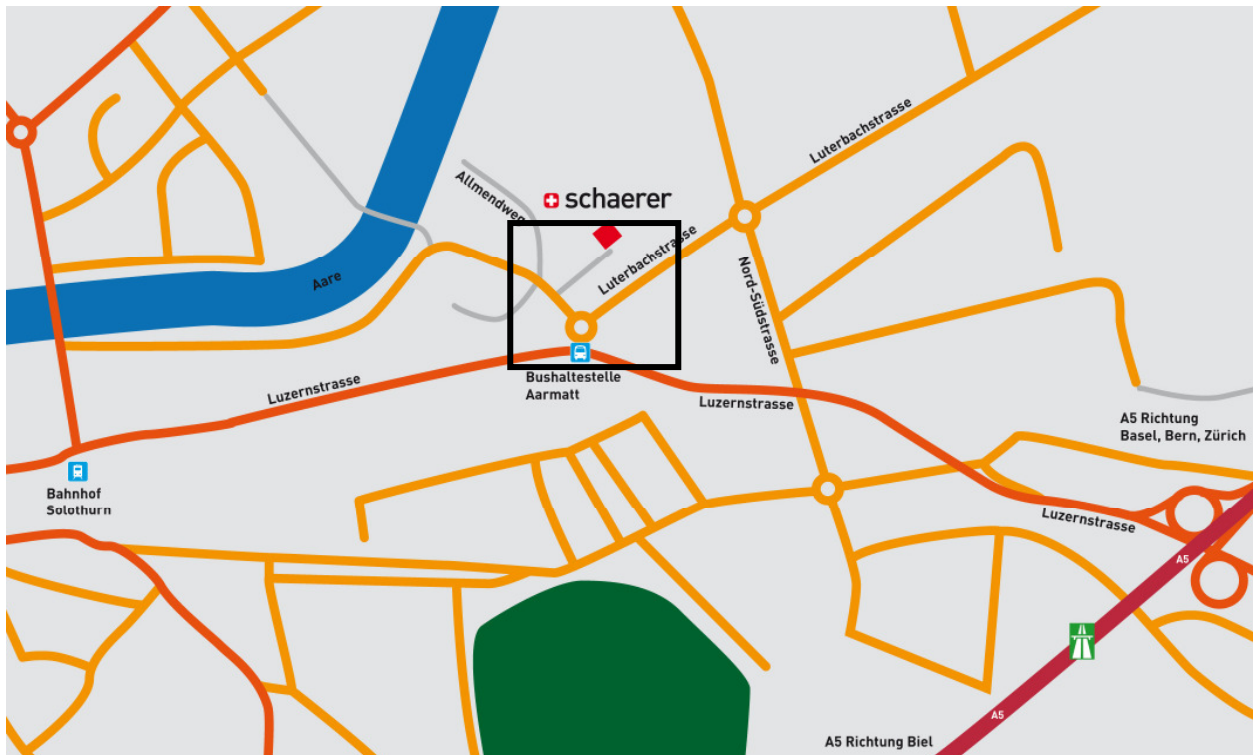 Luterbachstrasse
Allmendweg
schaerer
Luterbachstrasse
Nord-Südstrasse
Aare
Bushaltestelle
Aarmatt
Luzernstrasse
Luzernstrasse
A5 Richtung
Basel, Bern, Zürich
Bahnhof
Solothurn
Luzernstrasse
A5
A5
A5 Richtung Biel